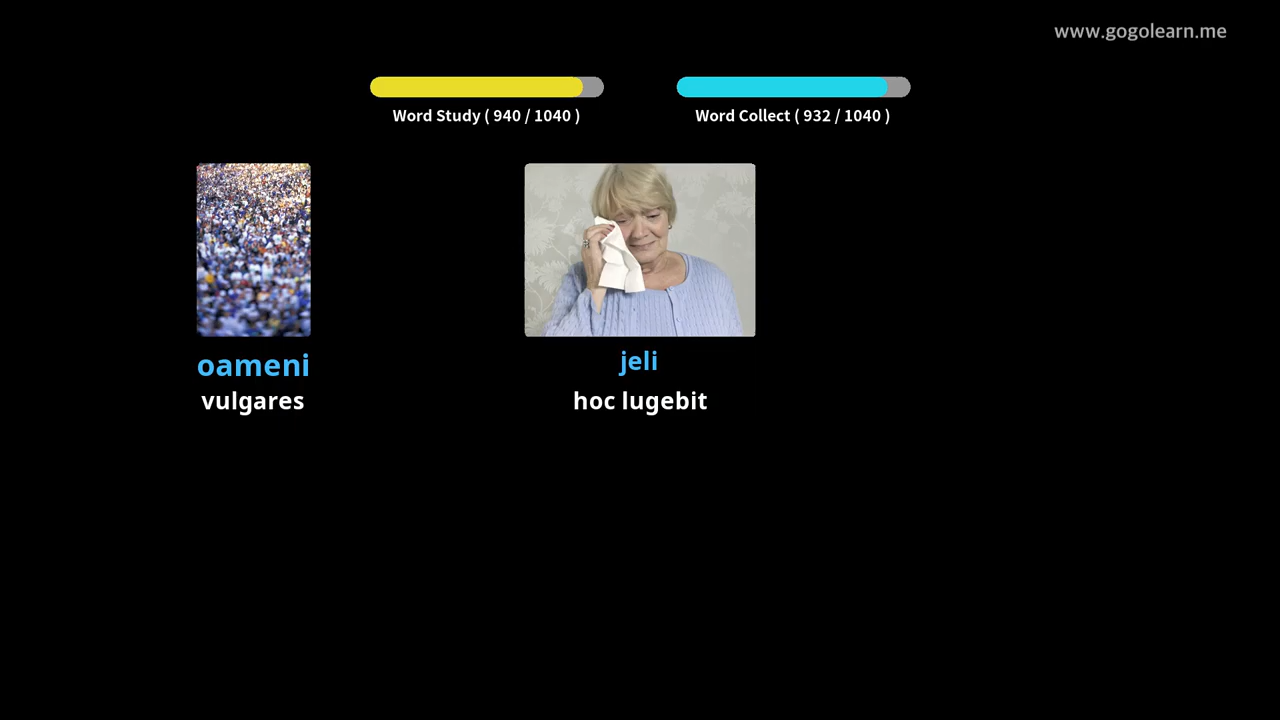 www.gogolearn.me
Word Study ( 940 / 1040 )
Word Collect ( 932 / 1040 )
oameni
vulgares
jeli
hoc lugebit